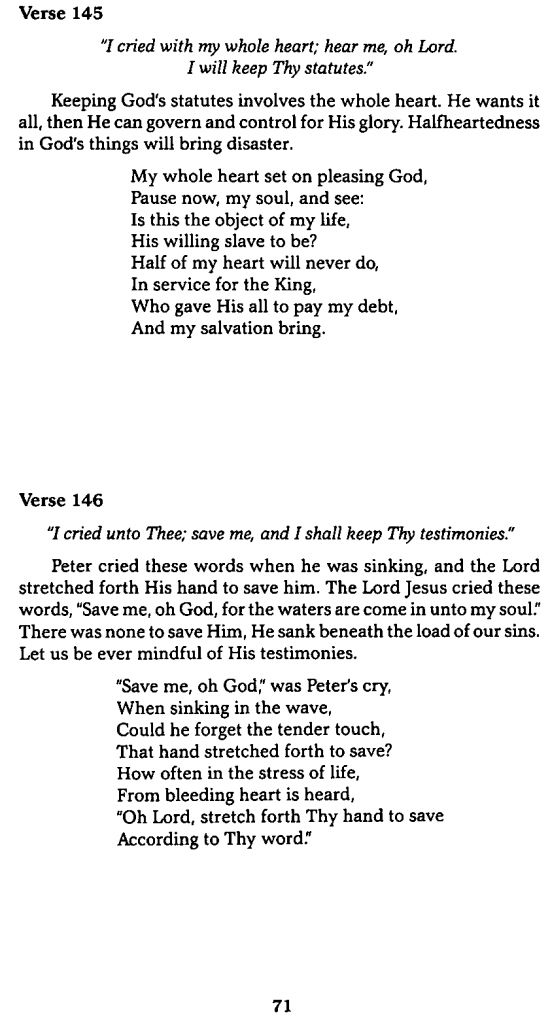 Verse 145
"I cried with my whole heart; hear me, oh Lord.
I will keep Thy statutes."
Keeping God's statutes involves the whole heart. He wants it
all, then He can govern and control for His glory. Halfheartedness
in God's things will bring disaster.
My whole heart set on pleasing God,
Pause now, my soul, and see:
Is this the object of my life,
His willing slave to be?
Half of my heart will never do,
In service for the King,
Who gave His all to pay my debt,
And my salvation bring.
Verse 146
"I cried unto Thee; save me, and I shall keep Thy testimonies."
Peter cried these words when he was sinking, and the Lord
stretched forth His hand to save him. The Lord Jesus cried these
words, "Save me, oh God, for the waters are come in unto my soul."
There was none to save Him, He sank beneath the load of our sins.
Let us be ever mindful of His testimonies.
"Save me, oh God," was Peter's cry,
When sinking in the wave,
Could he forget the tender touch,
That hand stretched forth to save?
How often in the stress of life,
From bleeding heart is heard,
"Oh Lord, stretch forth Thy hand to save
According to Thy word."
71